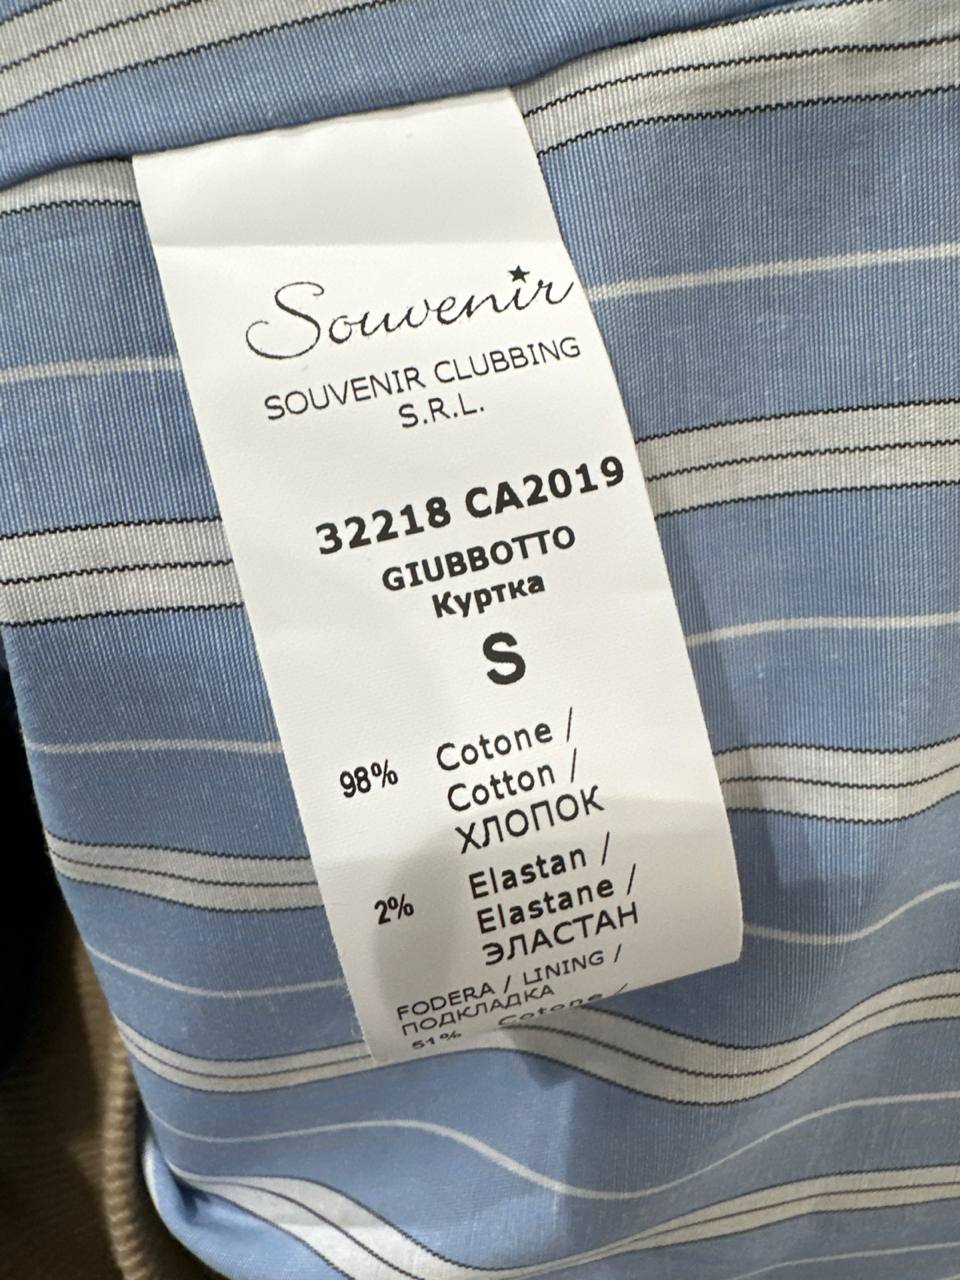 Souvenir
SOUVENIR CLUBBING
S.R.L.
32218 CA2019
GIUBBOTTO
Куртка
S
98% Cotone /
Cotton /
ХЛОПОК
2% Elastan /
Elastane /
ЭЛАСТАН
FODERA / LINING /
ПОДКЛАДКА
51% Cotone /